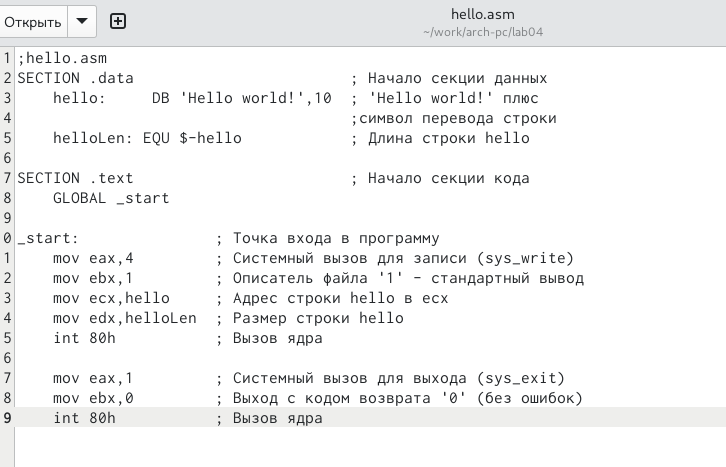 Открыть
hello.asm
~/work/arch-pc/lab04
1 ;hello.asm
2 SECTION .data ; Начало секции данных
3 hello: DB 'Hello world!',10 ; 'Hello world!' плюс
4 ;символ перевода строки
5 helloLen: EQU $-hello ; Длина строки hello
6
7 SECTION .text ; Начало секции кода
8 GLOBAL _start
9
0 _start: ; Точка входа в программу
1 mov eax,4 ; Системный вызов для записи (sys_write)
2 mov ebx,1 ; Описатель файла '1' - стандартный вывод
3 mov ecx,hello ; Адрес строки hello в ecx
4 mov edx,helloLen ; Размер строки hello
5 int 80h ; Вызов ядра
6
7 mov eax,1 ; Системный вызов для выхода (sys_exit)
8 mov ebx,0 ; Выход с кодом возврата '0' (без ошибок)
9 int 80h ; Вызов ядра